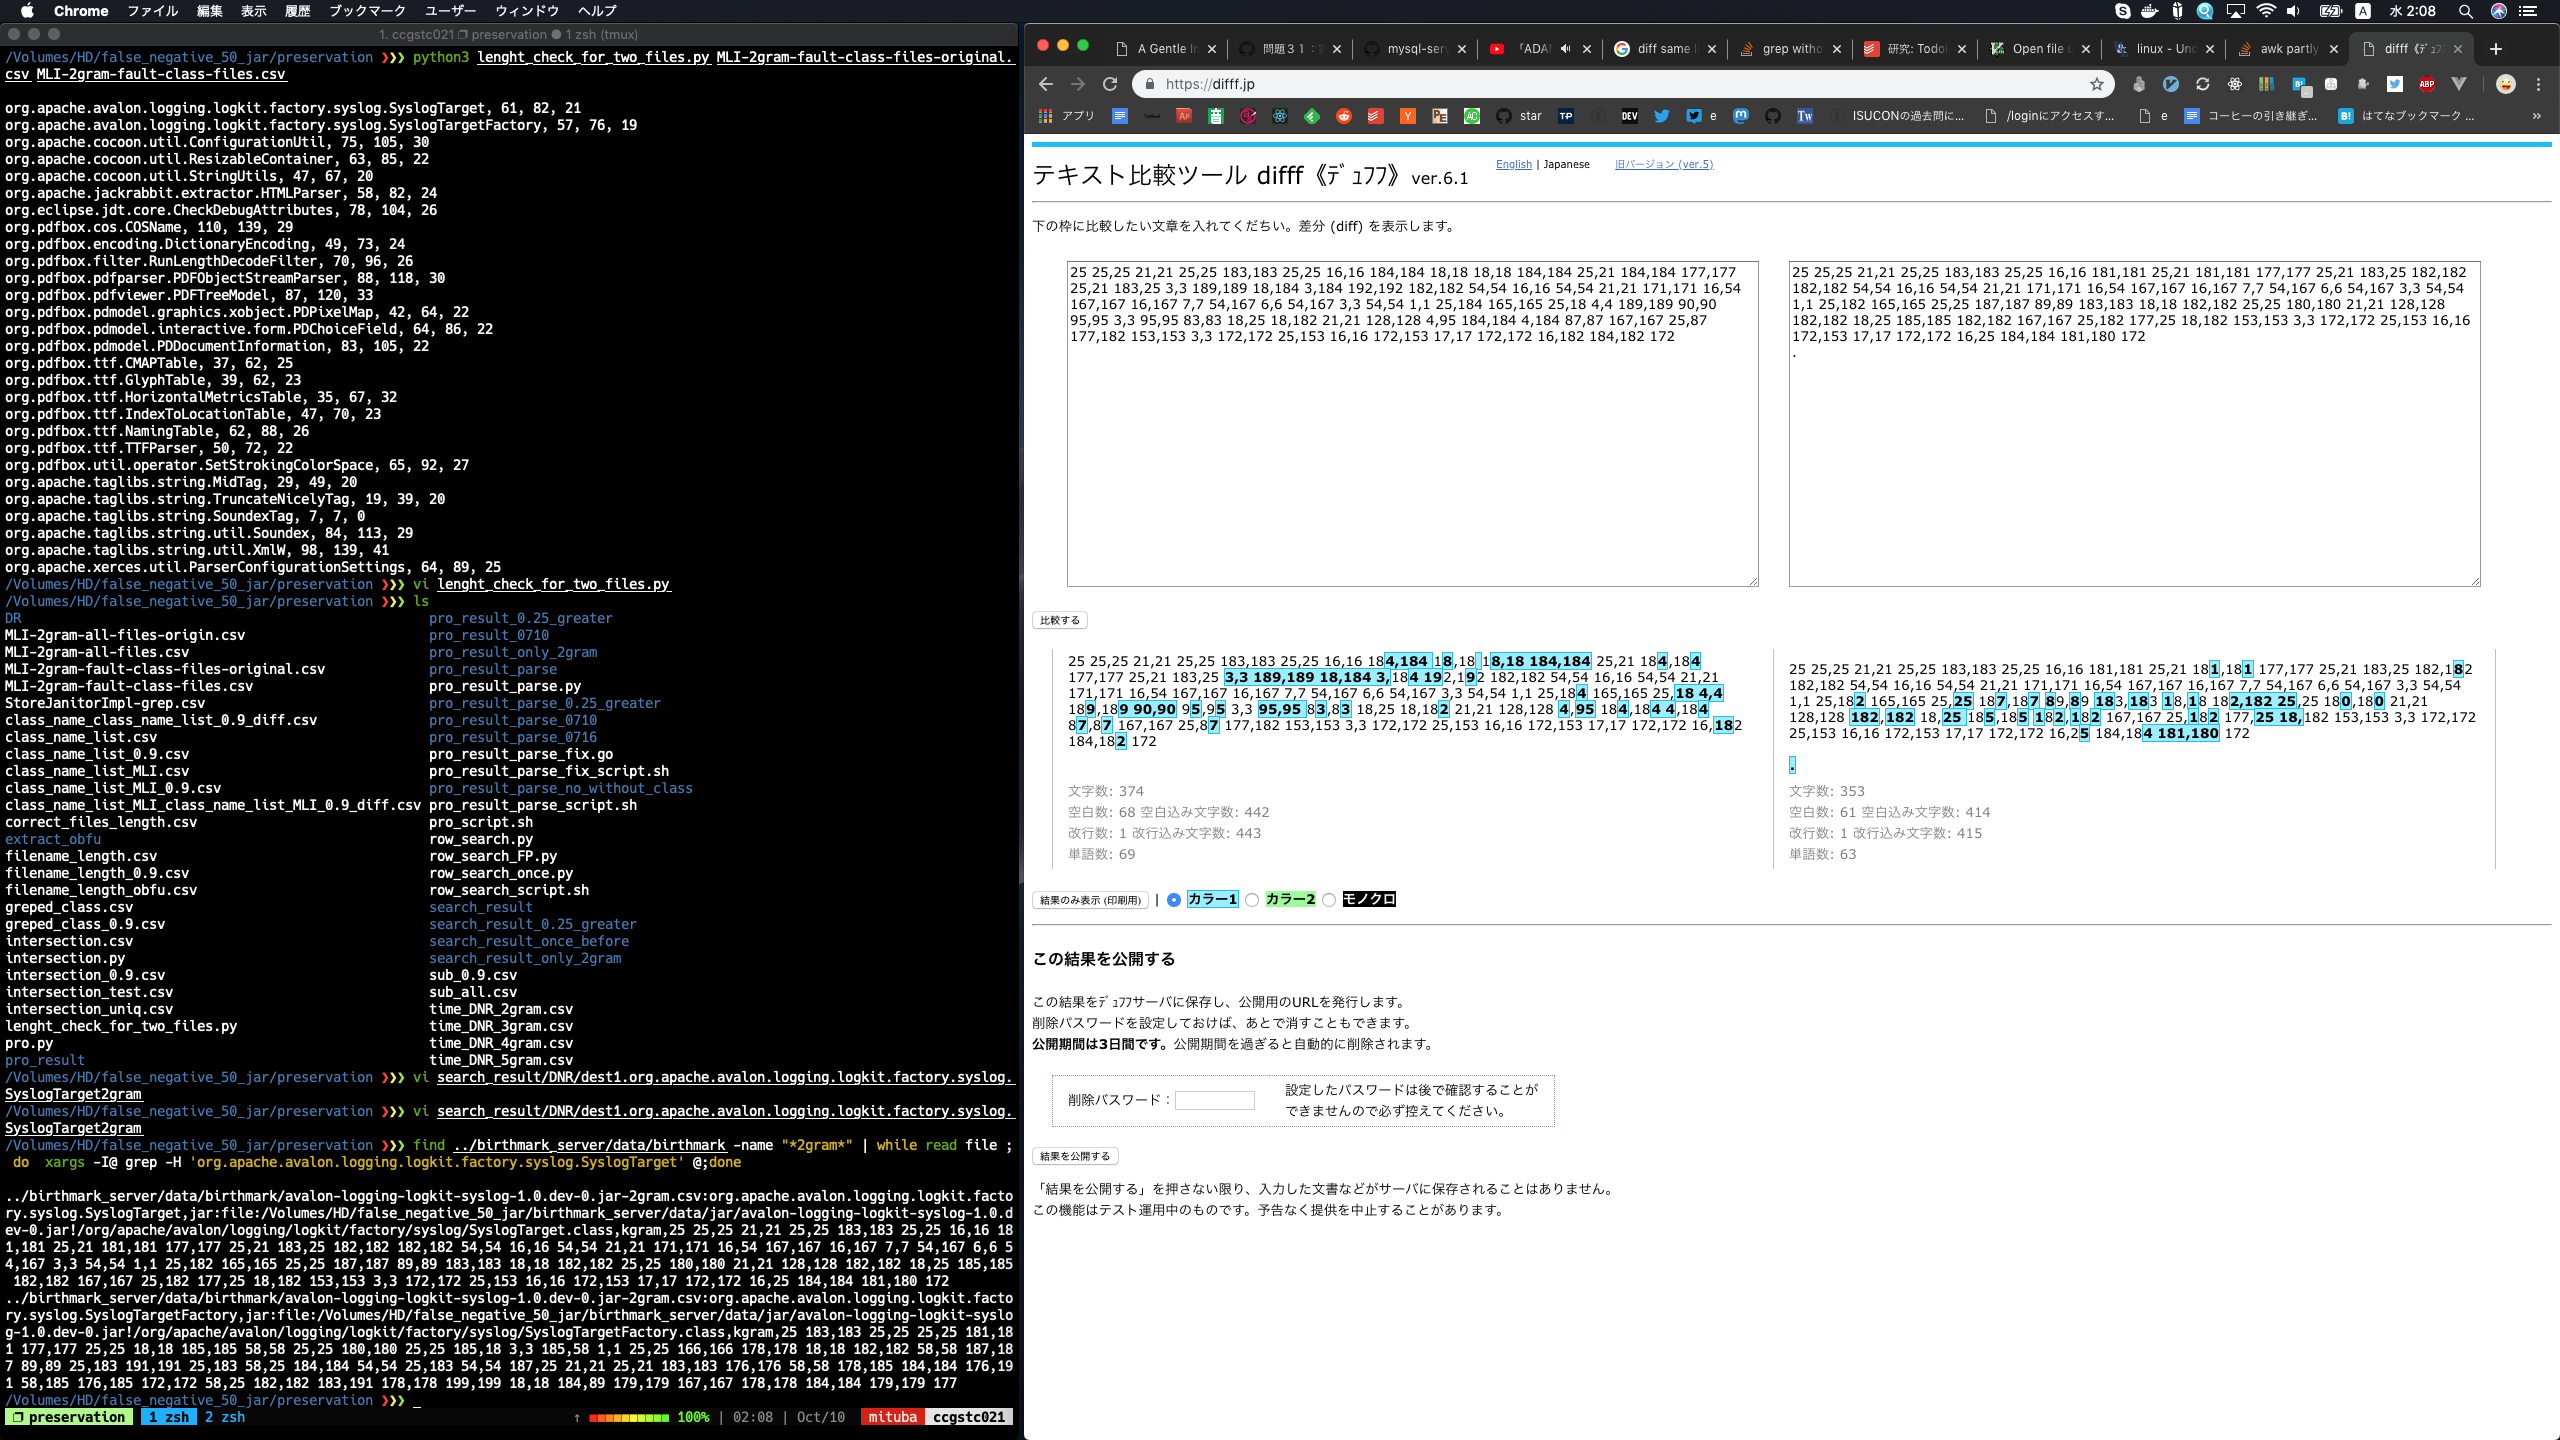 Chrome ファイル 編集 表示 履歴 ブックマーク ユーザー ウィンドウ ヘルプ
水 2:08
1. ccgstc021 preservation ● 1 zsh (tmux)
/Volumes/HD/false_negative_50_jar/preservation ❯❯❯ python3 lenght_check_for_two_files.py MLI-2gram-fault-class-files-original.
csv MLI-2gram-fault-class-files.csv
org.apache.avalon.logging.logkit.factory.syslog.SyslogTarget, 61, 82, 21
org.apache.avalon.logging.logkit.factory.syslog.SyslogTargetFactory, 57, 76, 19
org.apache.cocoon.util.ConfigurationUtil, 75, 105, 30
org.apache.cocoon.util.ResizableContainer, 63, 85, 22
org.apache.cocoon.util.StringUtils, 47, 67, 20
org.apache.jackrabbit.extractor.HTMLParser, 58, 82, 24
org.eclipse.jdt.core.CheckDebugAttributes, 78, 104, 26
org.pdfbox.cos.COSName, 110, 139, 29
org.pdfbox.encoding.DictionaryEncoding, 49, 73, 24
org.pdfbox.filter.RunLengthDecodeFilter, 70, 96, 26
org.pdfbox.pdfparser.PDFObjectStreamParser, 88, 118, 30
org.pdfbox.pdfviewer.PDFTreeModel, 87, 120, 33
org.pdfbox.pdmodel.graphics.xobject.PDPixelMap, 42, 64, 22
org.pdfbox.pdmodel.interactive.form.PDChoiceField, 64, 86, 22
org.pdfbox.pdmodel.PDDocumentInformation, 83, 105, 22
org.pdfbox.ttf.CMAPTable, 37, 62, 25
org.pdfbox.ttf.GlyphTable, 39, 62, 23
org.pdfbox.ttf.HorizontalMetricsTable, 35, 67, 32
org.pdfbox.ttf.IndexToLocationTable, 47, 70, 23
org.pdfbox.ttf.NamingTable, 62, 88, 26
org.pdfbox.ttf.TTFParser, 50, 72, 22
org.pdfbox.util.operator.SetStrokingColorSpace, 65, 92, 27
org.apache.taglibs.string.MidTag, 29, 49, 20
org.apache.taglibs.string.TruncateNicelyTag, 19, 39, 20
org.apache.taglibs.string.SoundexTag, 7, 7, 0
org.apache.taglibs.string.util.Soundex, 84, 113, 29
org.apache.taglibs.string.util.XmlW, 98, 139, 41
org.apache.xerces.util.ParserConfigurationSettings, 64, 89, 25
/Volumes/HD/false_negative_50_jar/preservation ❯❯❯ vi lenght_check_for_two_files.py
/Volumes/HD/false_negative_50_jar/preservation ❯❯❯ ls
DR pro_result_0.25_greater
MLI-2gram-all-files-origin.csv pro_result_0710
MLI-2gram-all-files.csv pro_result_only_2gram
MLI-2gram-fault-class-files-original.csv pro_result_parse
MLI-2gram-fault-class-files.csv pro_result_parse.py
StoreJanitorImpl-grep.csv pro_result_parse_0.25_greater
class_name_class_name_list_0.9_diff.csv pro_result_parse_0710
class_name_list.csv pro_result_parse_0716
class_name_list_0.9.csv pro_result_parse_fix.go
class_name_list_MLI.csv pro_result_parse_fix_script.sh
class_name_list_MLI_0.9.csv pro_result_parse_no_without_class
class_name_list_MLI_class_name_list_MLI_0.9_diff.csv pro_result_parse_script.sh
correct_files_length.csv pro_script.sh
extract_obfu row_search.py
filename_length.csv row_search_FP.py
filename_length_0.9.csv row_search_once.py
filename_length_obfu.csv row_search_script.sh
greped_class.csv search_result
greped_class_0.9.csv search_result_0.25_greater
intersection.csv search_result_once_before
intersection.py search_result_only_2gram
intersection_0.9.csv sub_0.9.csv
intersection_test.csv sub_all.csv
intersection_uniq.csv time_DNR_2gram.csv
lenght_check_for_two_files.py time_DNR_3gram.csv
pro.py time_DNR_4gram.csv
pro_result time_DNR_5gram.csv
/Volumes/HD/false_negative_50_jar/preservation ❯❯❯ vi search_result/DNR/dest1.org.apache.avalon.logging.logkit.factory.syslog.
SyslogTarget2gram
/Volumes/HD/false_negative_50_jar/preservation ❯❯❯ vi search_result/DNR/dest1.org.apache.avalon.logging.logkit.factory.syslog.
SyslogTarget2gram
/Volumes/HD/false_negative_50_jar/preservation ❯❯❯ find ../birthmark_server/data/birthmark -name "*2gram*" | while read file ;
do xargs -I@ grep -H 'org.apache.avalon.logging.logkit.factory.syslog.SyslogTarget' @;done
../birthmark_server/data/birthmark/avalon-logging-logkit-syslog-1.0.dev-0.jar-2gram.csv:org.apache.avalon.logging.logkit.facto
ry.syslog.SyslogTarget,jar:file:/Volumes/HD/false_negative_50_jar/birthmark_server/data/jar/avalon-logging-logkit-syslog-1.0.d
ev-0.jar!/org/apache/avalon/logging/logkit/factory/syslog/SyslogTarget.class,kgram,25 25,25 21,21 25,25 183,183 25,25 16,16 18
1,181 25,21 181,181 177,177 25,21 183,25 182,182 182,182 54,54 16,16 54,54 21,21 171,171 16,54 167,167 16,167 7,7 54,167 6,6 5
4,167 3,3 54,54 1,1 25,182 165,165 25,25 187,187 89,89 183,183 18,18 182,182 25,25 180,180 21,21 128,128 182,182 18,25 185,185
182,182 167,167 25,182 177,25 18,182 153,153 3,3 172,172 25,153 16,16 172,153 17,17 172,172 16,25 184,184 181,180 172
../birthmark_server/data/birthmark/avalon-logging-logkit-syslog-1.0.dev-0.jar-2gram.csv:org.apache.avalon.logging.logkit.facto
ry.syslog.SyslogTargetFactory,jar:file:/Volumes/HD/false_negative_50_jar/birthmark_server/data/jar/avalon-logging-logkit-syslo
g-1.0.dev-0.jar!/org/apache/avalon/logging/logkit/factory/syslog/SyslogTargetFactory.class,kgram,25 183,183 25,25 25,25 181,18
1 177,177 25,25 18,18 185,185 58,58 25,25 180,180 25,25 185,18 3,3 185,58 1,1 25,25 166,166 178,178 18,18 182,182 58,58 187,18
7 89,89 25,183 191,191 25,183 58,25 184,184 54,54 25,183 54,54 187,25 21,21 25,21 183,183 176,176 58,58 178,185 184,184 176,19
1 58,185 176,185 172,172 58,25 182,182 183,191 178,178 199,199 18,18 184,89 179,179 167,167 178,178 184,184 179,179 177
/Volumes/HD/false_negative_50_jar/preservation ❯❯❯ _
preservation 1 zsh 2 zsh ↑ 100% | 02:08 | Oct/10 mituba ccgstc021
A Gentle In 問題３１： mysql-serv 「ADAM diff same li grep witho 研究: Todoi Open file u linux - Und awk partly difff《ﾃﾞｭﾌﾌ
https://difff.jp
アプリ star DEV e ISUCONの過去問に... /loginにアクセスす... e コーヒーの引き継ぎ... はてなブックマーク ... »
テキスト比較ツール difff《ﾃﾞｭﾌﾌ》ver.6.1 English | Japanese 旧バージョン (ver.5)
下の枠に比較したい文章を入れてください。差分 (diff) を表示します。
25 25,25 21,21 25,25 183,183 25,25 16,16 184,184 18,18 18,18 184,184 25,21 184,184 177,177
25,21 183,25 3,3 189,189 18,184 3,184 192,192 182,182 54,54 16,16 54,54 21,21 171,171 16,54
167,167 16,167 7,7 54,167 6,6 54,167 3,3 54,54 1,1 25,184 165,165 25,18 4,4 189,189 90,90
95,95 3,3 95,95 83,83 18,25 18,182 21,21 128,128 4,95 184,184 4,184 87,87 167,167 25,87
177,182 153,153 3,3 172,172 25,153 16,16 172,153 17,17 172,172 16,182 184,182 172
25 25,25 21,21 25,25 183,183 25,25 16,16 181,181 25,21 181,181 177,177 25,21 183,25 182,182
182,182 54,54 16,16 54,54 21,21 171,171 16,54 167,167 16,167 7,7 54,167 6,6 54,167 3,3 54,54
1,1 25,182 165,165 25,25 187,187 89,89 183,183 18,18 182,182 25,25 180,180 21,21 128,128
182,182 18,25 185,185 182,182 167,167 25,182 177,25 18,182 153,153 3,3 172,172 25,153 16,16
172,153 17,17 172,172 16,25 184,184 181,180 172
.
比較する
25 25,25 21,21 25,25 183,183 25,25 16,16 184,184 18,18 18,18 184,184 25,21 184,184
177,177 25,21 183,25 3,3 189,189 18,184 3,184 192,192 182,182 54,54 16,16 54,54 21,21
171,171 16,54 167,167 16,167 7,7 54,167 6,6 54,167 3,3 54,54 1,1 25,184 165,165 25,18 4,4
189,189 90,90 95,95 3,3 95,95 83,83 18,25 18,182 21,21 128,128 4,95 184,184 4,184
87,87 167,167 25,87 177,182 153,153 3,3 172,172 25,153 16,16 172,153 17,17 172,172 16,182
184,182 172
文字数: 374
空白数: 68 空白込み文字数: 442
改行数: 1 改行込み文字数: 443
単語数: 69
25 25,25 21,21 25,25 183,183 25,25 16,16 181,181 25,21 181,181 177,177 25,21 183,25 182,182
182,182 54,54 16,16 54,54 21,21 171,171 16,54 167,167 16,167 7,7 54,167 6,6 54,167 3,3 54,54
1,1 25,182 165,165 25,25 187,187 89,89 183,183 18,18 182,182 25,25 180,180 21,21
128,128 182,182 18,25 185,185 182,182 167,167 25,182 177,25 18,182 153,153 3,3 172,172
25,153 16,16 172,153 17,17 172,172 16,25 184,184 181,180 172
.
文字数: 353
空白数: 61 空白込み文字数: 414
改行数: 1 改行込み文字数: 415
単語数: 63
結果のみ表示 (印刷用) | カラー1 カラー2 モノクロ
この結果を公開する
この結果をﾃﾞｭﾌﾌサーバに保存し、公開用のURLを発行します。
削除パスワードを設定しておけば、あとで消すこともできます。
公開期間は3日間です。公開期間を過ぎると自動的に削除されます。
削除パスワード：
設定したパスワードは後で確認することが
できませんので必ず控えてください。
結果を公開する
「結果を公開する」を押さない限り、入力した文書などがサーバに保存されることはありません。
この機能はテスト運用中のものです。予告なく提供を中止することがあります。